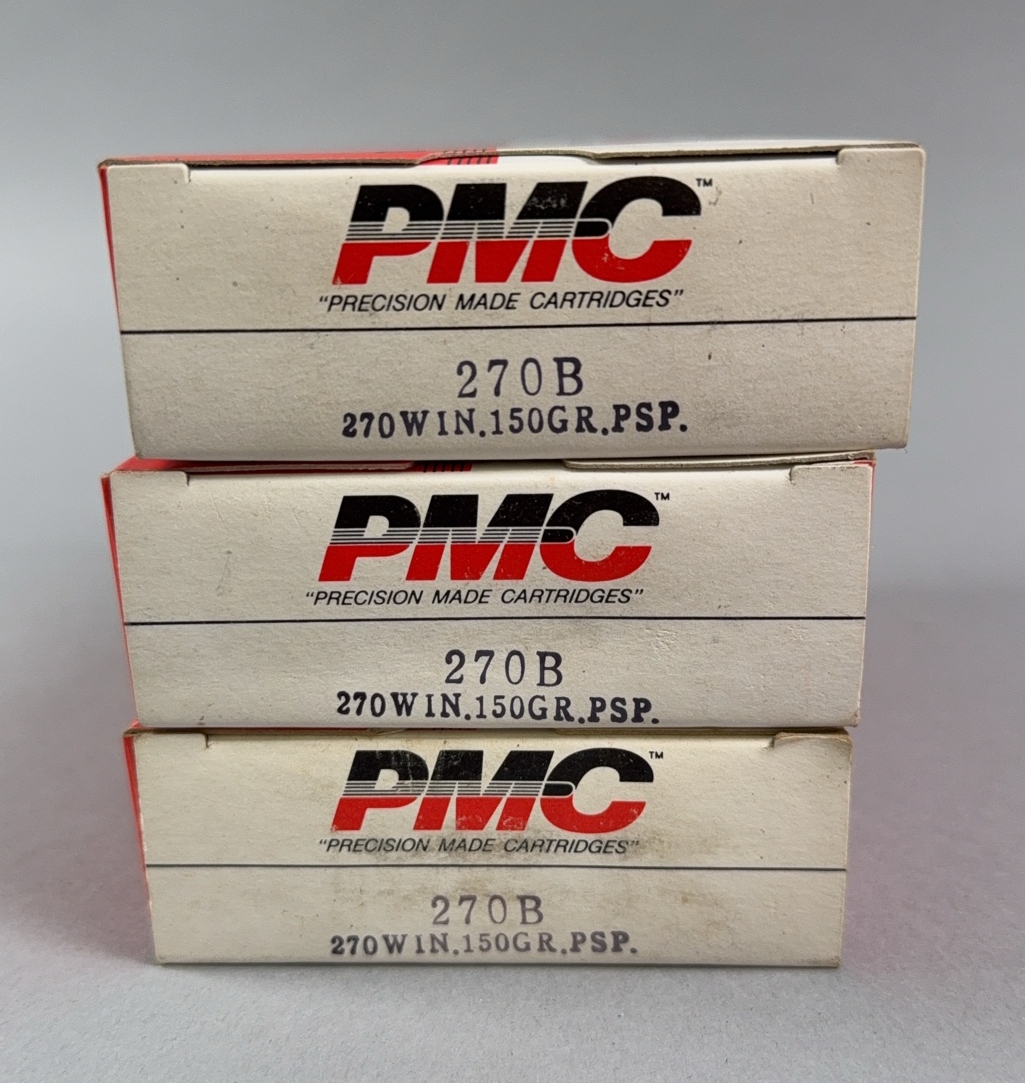 PMC™
"PRECISION MADE CARTRIDGES"
270B
270WIN.150GR.PSP.
PMC™
"PRECISION MADE CARTRIDGES"
270B
270WIN.150GR.PSP.
PMC™
"PRECISION MADE CARTRIDGES"
270B
270WIN.150GR.PSP.